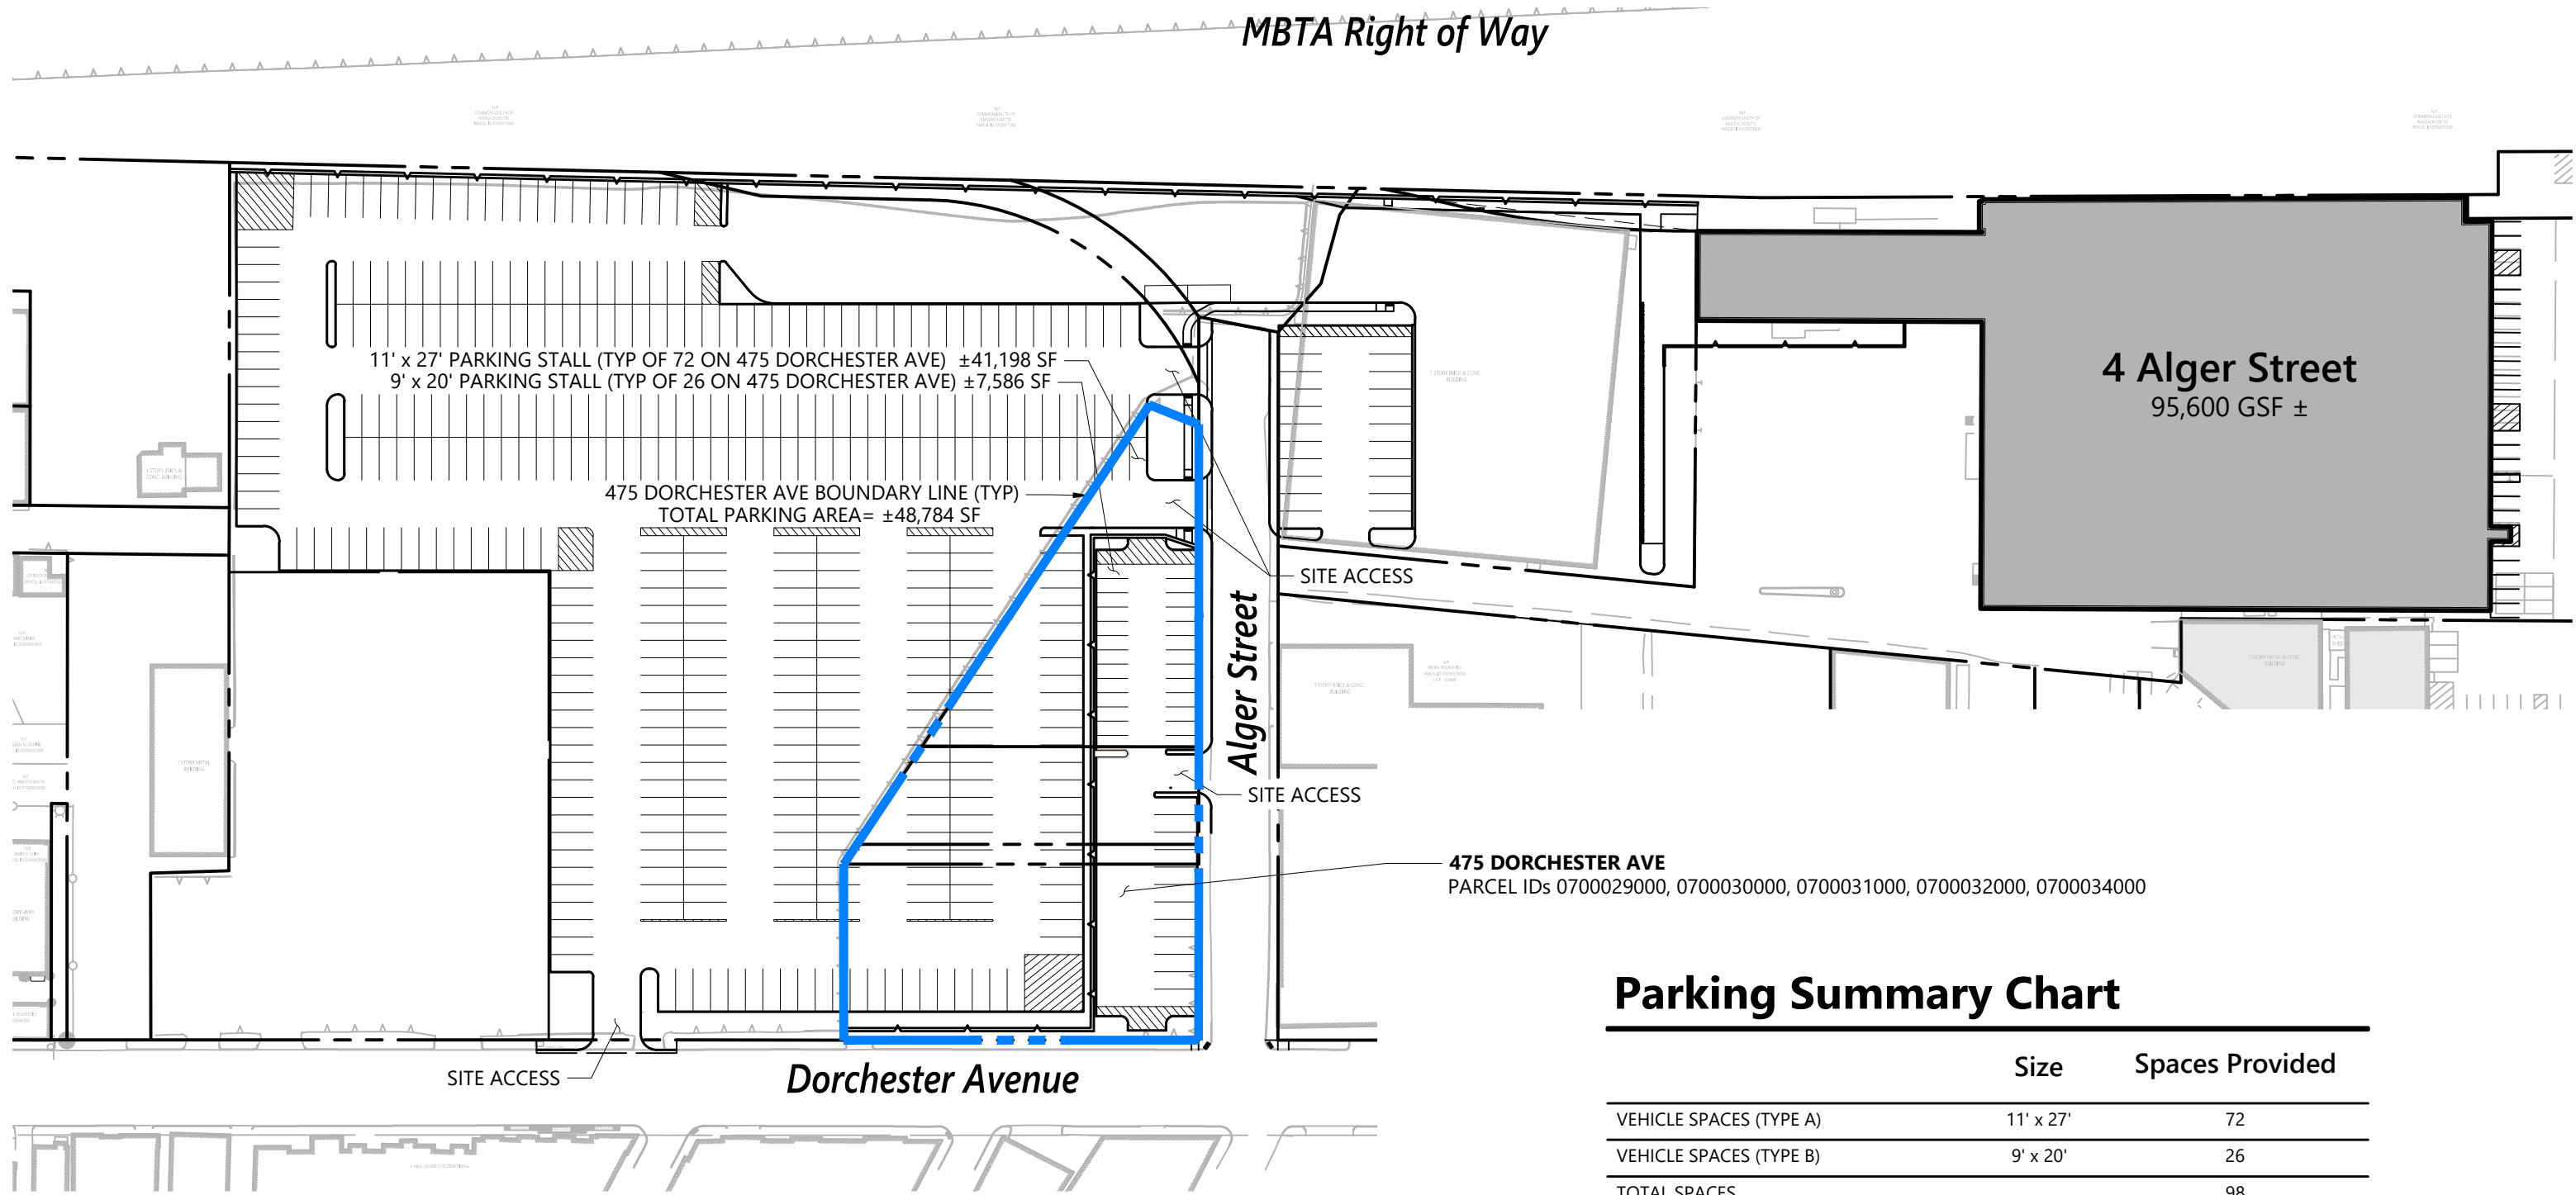 MBTA Right of Way
11' x 27' PARKING STALL (TYP OF 72 ON 475 DORCHESTER AVE) ±41,198 SF
9' x 20' PARKING STALL (TYP OF 26 ON 475 DORCHESTER AVE) ±7,586 SF
475 DORCHESTER AVE BOUNDARY LINE (TYP)
TOTAL PARKING AREA= ±48,784 SF
4 Alger Street
95,600 GSF ±
SITE ACCESS
Alger Street
SITE ACCESS
475 DORCHESTER AVE
PARCEL IDs 0700029000, 0700030000, 0700031000, 0700032000, 0700034000
SITE ACCESS
Dorchester Avenue
Parking Summary Chart
Size Spaces Provided
VEHICLE SPACES (TYPE A) 11' x 27' 72
VEHICLE SPACES (TYPE B) 9' x 20' 26
TOTAL SPACES 98